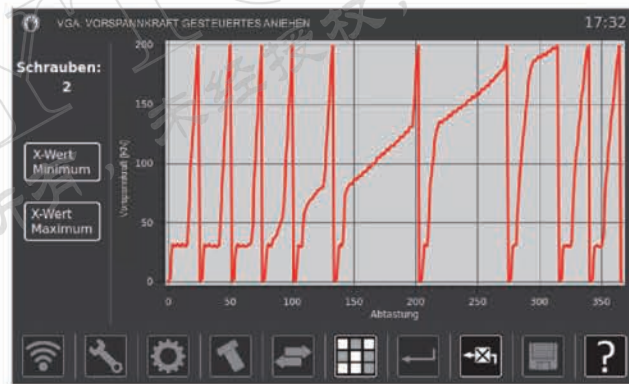 VGA. VORSPANNKRAFT GESTEUERTES ANIEHEN
17:32
Schrauben:
2
X-Wert
Minimum
X-Wert
Maximum
Vorspannkraft [kN]
200
150
100
50
0
0 50 100 150 200 250 300 350
Abtastung
?